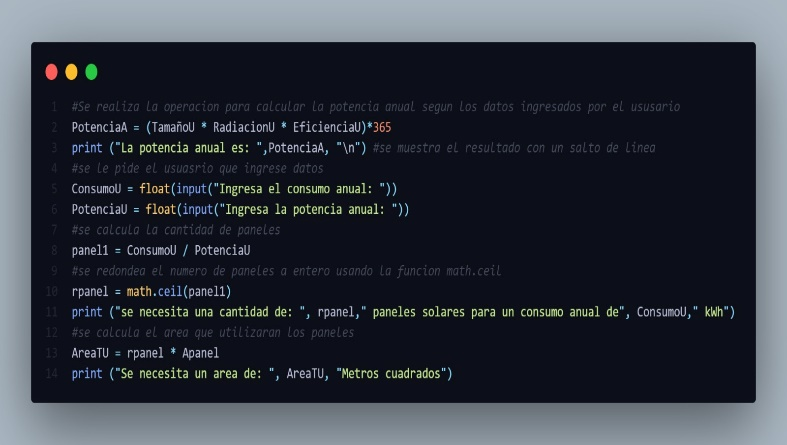 1 #Se realiza la operacion para calcular la potencia anual segun los datos ingresados por el ususario
2 PotenciaA = (TamañoU * RadiacionU * EficienciaU)*365
3 print ("La potencia anual es: ",PotenciaA, "\n") #se muestra el resultado con un salto de linea
4 #se le pide el usuasrio que ingrese datos
5 ConsumoU = float(input("Ingresa el consumo anual: "))
6 PotenciaU = float(input("Ingresa la potencia anual: "))
7 #se calcula la cantidad de paneles
8 panel1 = ConsumoU / PotenciaU
9 #se redondea el numero de paneles a entero usando la funcion math.ceil
10 rpanel = math.ceil(panel1)
11 print ("se necesita una cantidad de: ", rpanel," paneles solares para un consumo anual de", ConsumoU," kWh")
12 #se calcula el area que utilizaran los paneles
13 AreaTU = rpanel * Apanel
14 print ("Se necesita un area de: ", AreaTU, "Metros cuadrados")